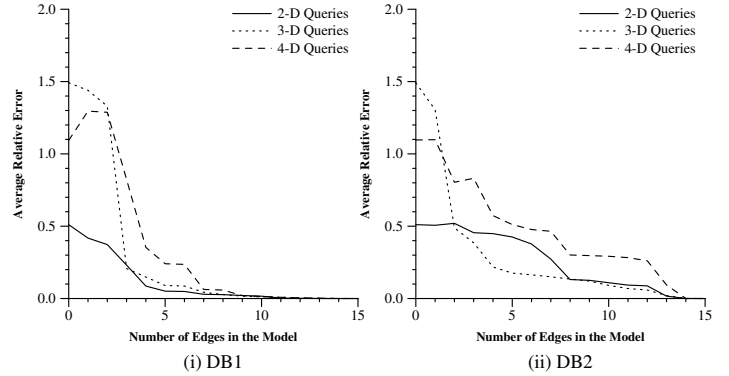 2.0
1.5
1.0
0.5
0.0
0
5
10
15
Average Relative Error
Number of Edges in the Model
2-D Queries
3-D Queries
4-D Queries
(i) DB1
2.0
1.5
1.0
0.5
0.0
0
5
10
15
Average Relative Error
Number of Edges in the Model
2-D Queries
3-D Queries
4-D Queries
(ii) DB2